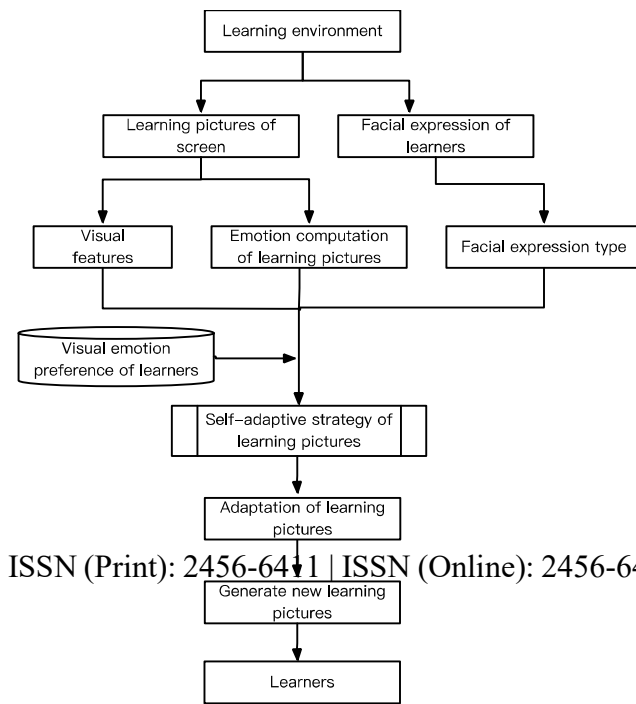 Learning environment
Learning pictures of
screen
Facial expression of
learners
Visual
features
Emotion computation
of learning pictures
Facial expression type
Visual emotion
preference of learners
Self-adaptive strategy of
learning pictures
Adaptation of learning
pictures
ISSN (Print): 2456-6411 | ISSN (Online): 2456-64
Generate new learning
pictures
Learners